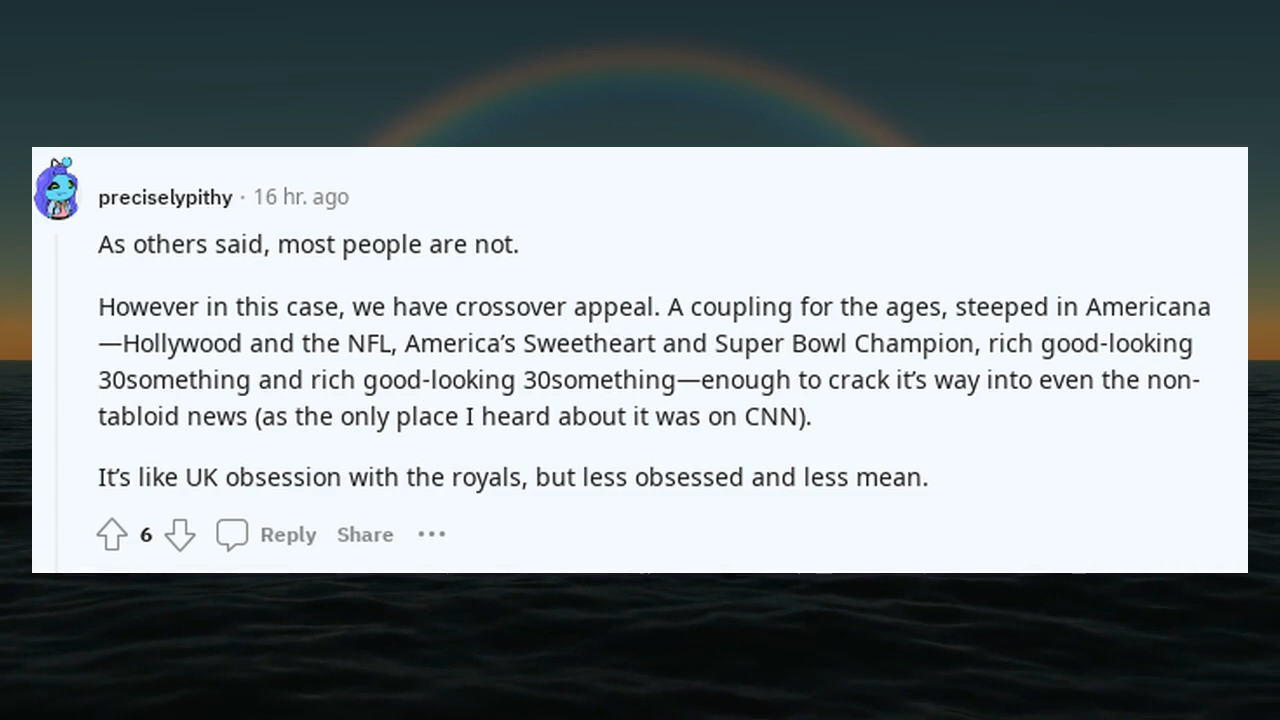 preciselypithy · 16 hr. ago
As others said, most people are not.
However in this case, we have crossover appeal. A coupling for the ages, steeped in Americana
—Hollywood and the NFL, America’s Sweetheart and Super Bowl Champion, rich good-looking
30something and rich good-looking 30something—enough to crack it’s way into even the non-
tabloid news (as the only place I heard about it was on CNN).
It’s like UK obsession with the royals, but less obsessed and less mean.
6 Reply Share •••